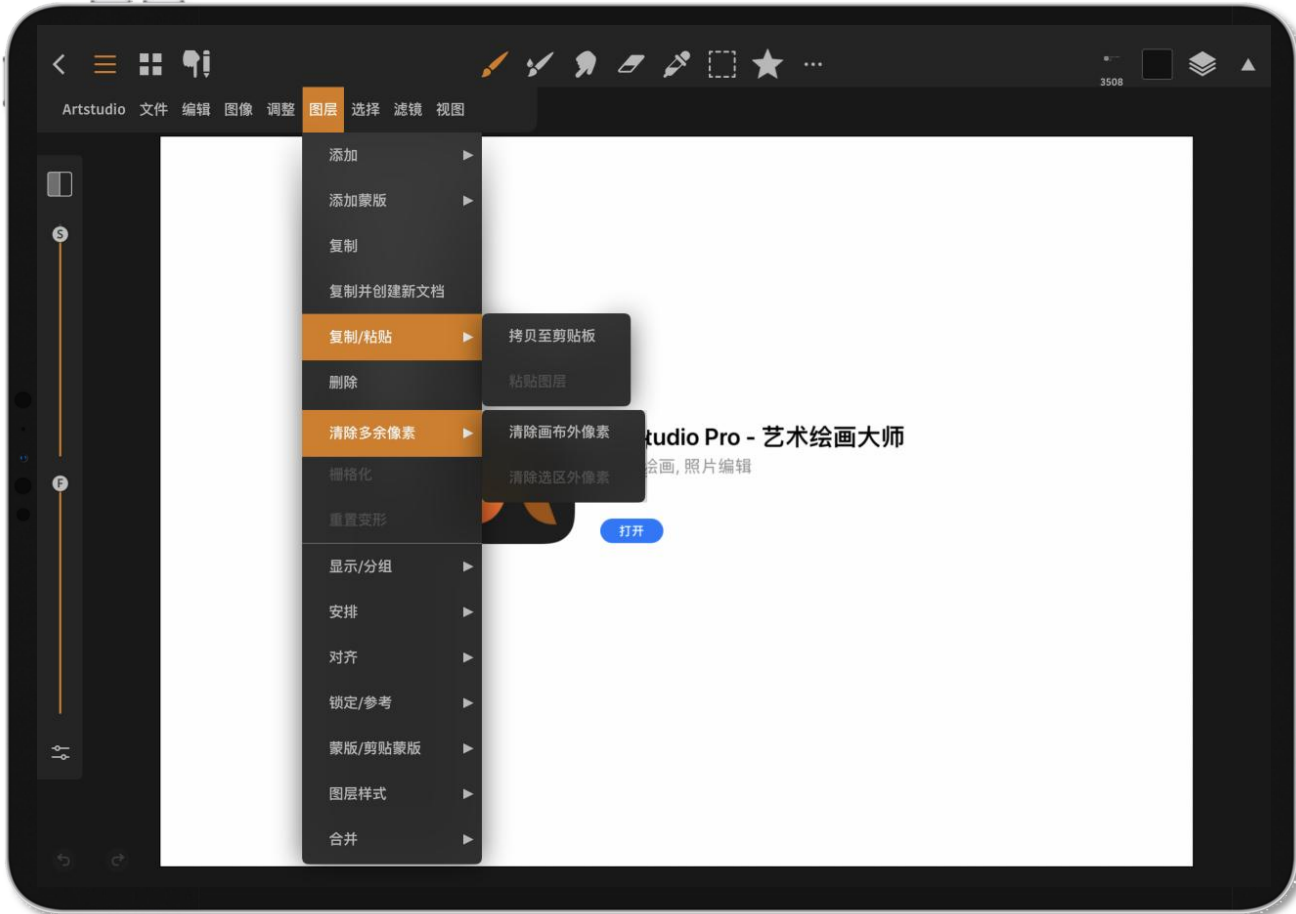 3508
Artstudio 文件 编辑 图像 调整 图层 选择 滤镜 视图
添加
添加蒙版
S
复制
复制并创建新文档
复制/粘贴
拷贝至剪贴板
删除
粘贴图层
清除多余像素
清除画布外像素
tudio Pro - 艺术绘画大师
栅格化
清除选区外像素
绘画, 照片编辑
F
重置变形
打开
显示/分组
安排
对齐
锁定/参考
蒙版/剪贴蒙版
图层样式
合并